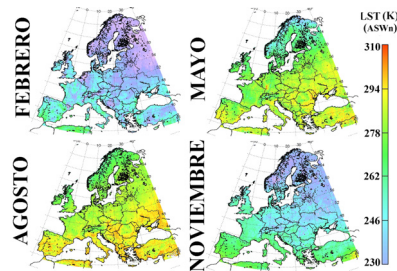 FEBRERO
MAYO
LST (K)
(ASWn)
310
294
278
262
246
230
AGOSTO
NOVIEMBRE